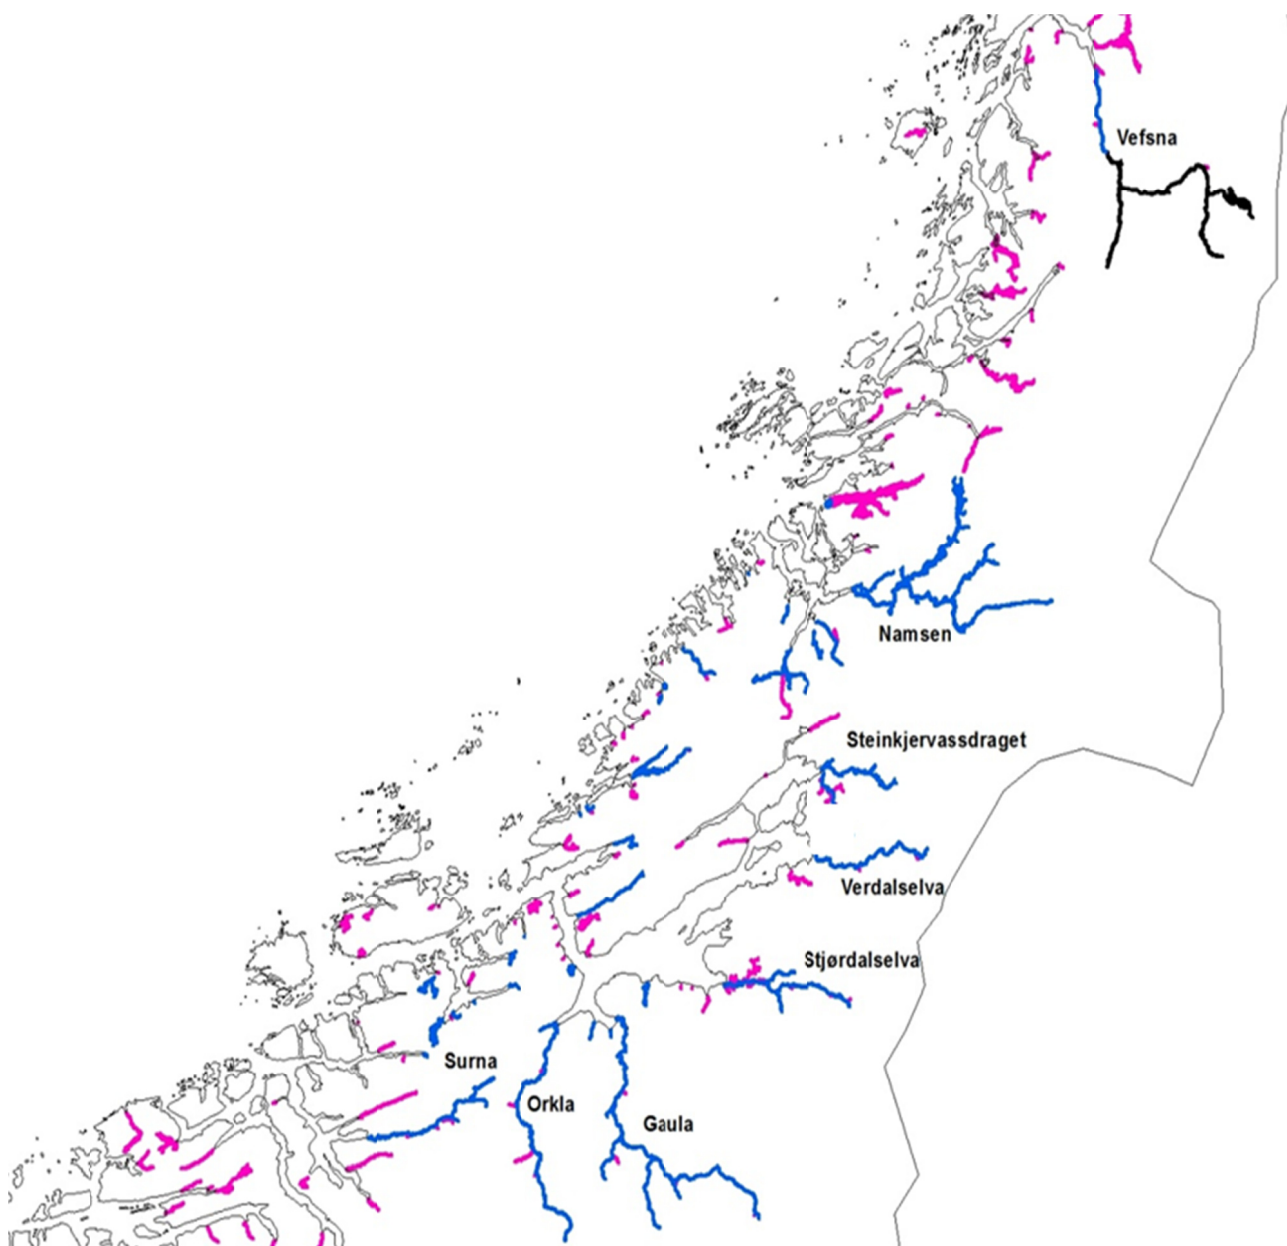 Vefsna
Namsen
Steinkjervassdraget
Verdalselva
Stjørdalselva
Surna
Orkla
Gaula